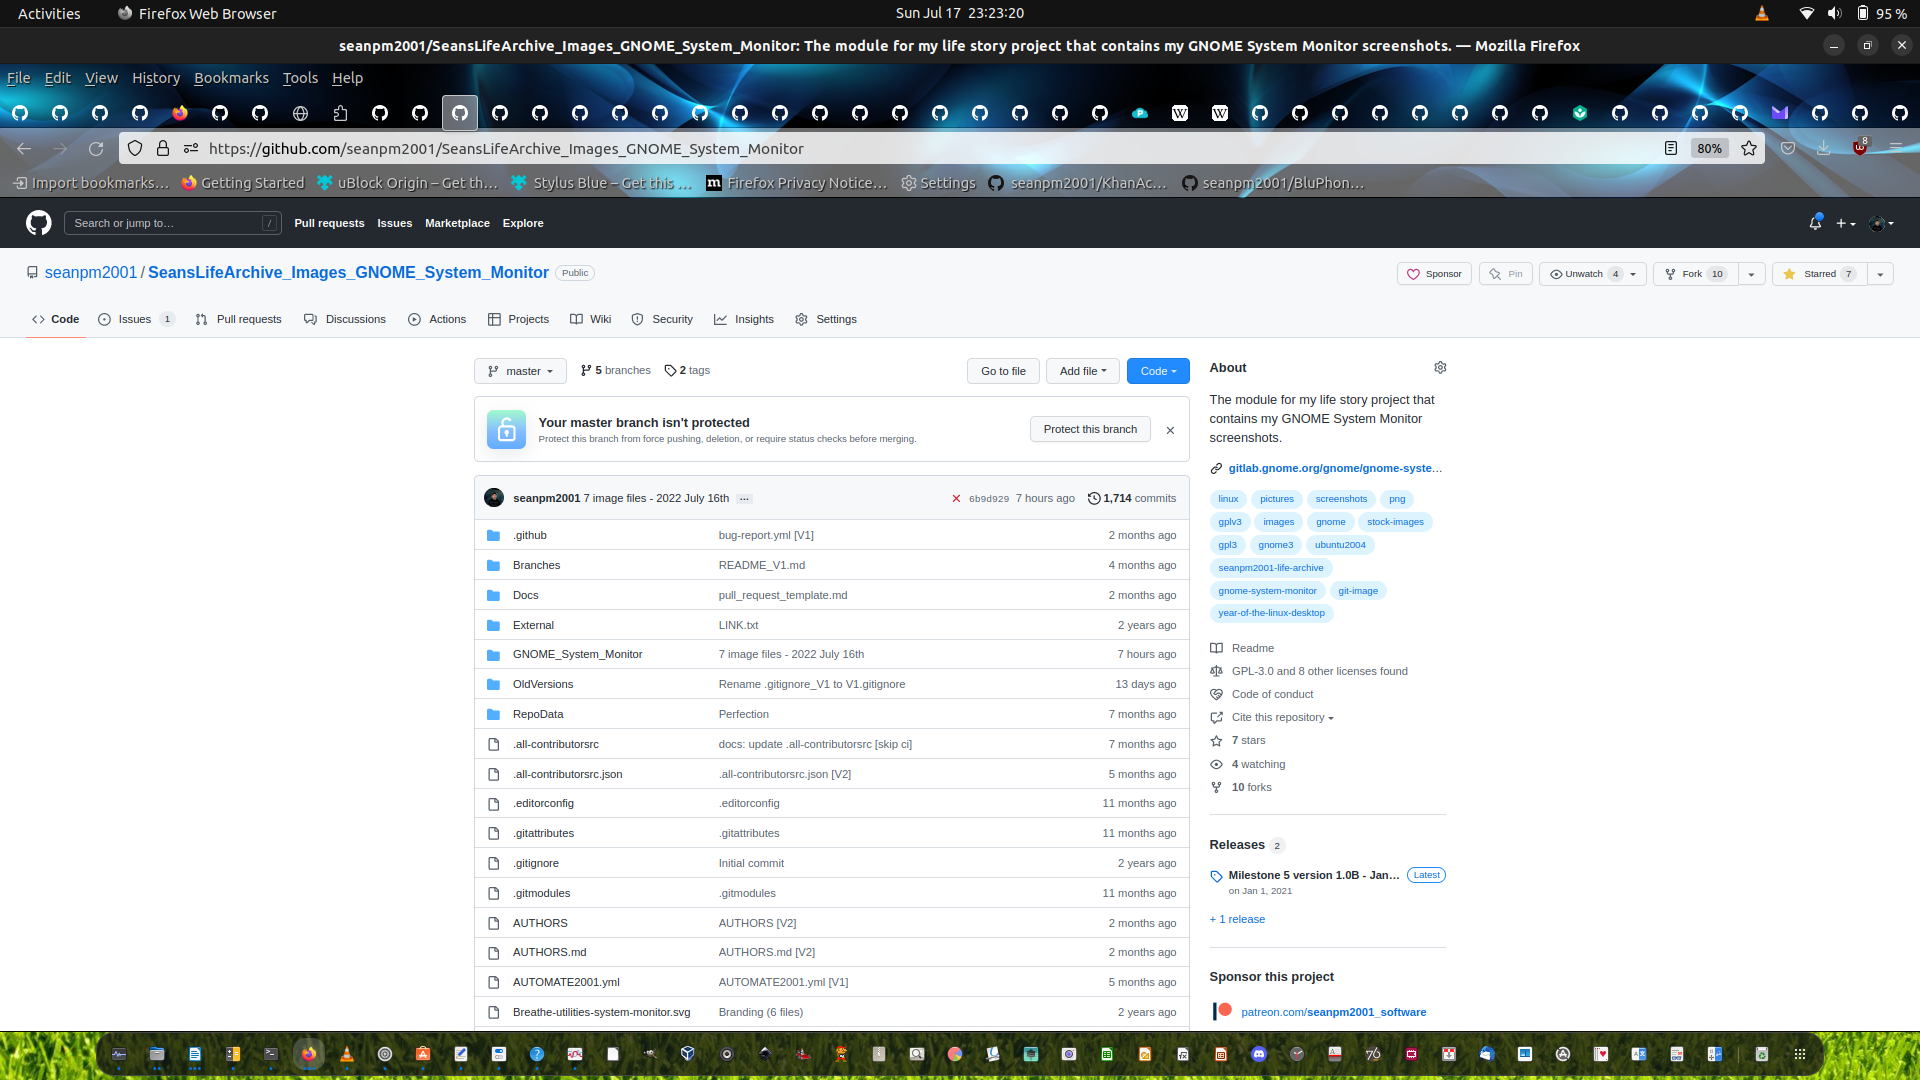 Activities Firefox Web Browser Sun Jul 17 23:23:20 95 %
seanpm2001/SeansLifeArchive_Images_GNOME_System_Monitor: The module for my life story project that contains my GNOME System Monitor screenshots. — Mozilla Firefox
File Edit View History Bookmarks Tools Help
https://github.com/seanpm2001/SeansLifeArchive_Images_GNOME_System_Monitor 80% 8
Import bookmarks… Getting Started uBlock Origin – Get th… Stylus Blue – Get this … Firefox Privacy Notice… Settings seanpm2001/KhanAc… seanpm2001/BluPhon…
Search or jump to… / Pull requests Issues Marketplace Explore
seanpm2001 / SeansLifeArchive_Images_GNOME_System_Monitor Public Sponsor Pin Unwatch 4 Fork 10 Starred 7
Code Issues 1 Pull requests Discussions Actions Projects Wiki Security Insights Settings
master 5 branches 2 tags Go to file Add file Code
Your master branch isn't protected
Protect this branch from force pushing, deletion, or require status checks before merging.
Protect this branch
seanpm2001 7 image files - 2022 July 16th … 6b9d929 7 hours ago 1,714 commits
.github bug-report.yml [V1] 2 months ago
Branches README_V1.md 4 months ago
Docs pull_request_template.md 2 months ago
External LINK.txt 2 years ago
GNOME_System_Monitor 7 image files - 2022 July 16th 7 hours ago
OldVersions Rename .gitignore_V1 to V1.gitignore 13 days ago
RepoData Perfection 7 months ago
.all-contributorsrc docs: update .all-contributorsrc [skip ci] 7 months ago
.all-contributorsrc.json .all-contributorsrc.json [V2] 5 months ago
.editorconfig .editorconfig 11 months ago
.gitattributes .gitattributes 11 months ago
.gitignore Initial commit 2 years ago
.gitmodules .gitmodules 11 months ago
AUTHORS AUTHORS [V2] 2 months ago
AUTHORS.md AUTHORS.md [V2] 2 months ago
AUTOMATE2001.yml AUTOMATE2001.yml [V1] 5 months ago
Breathe-utilities-system-monitor.svg Branding (6 files) 2 years ago
About
The module for my life story project that
contains my GNOME System Monitor
screenshots.
gitlab.gnome.org/gnome/gnome-syste…
linux pictures screenshots png
gplv3 images gnome stock-images
gpl3 gnome3 ubuntu2004
seanpm2001-life-archive
gnome-system-monitor git-image
year-of-the-linux-desktop
Readme
GPL-3.0 and 8 other licenses found
Code of conduct
Cite this repository
7 stars
4 watching
10 forks
Releases 2
Milestone 5 version 1.0B - Jan… Latest
on Jan 1, 2021
+ 1 release
Sponsor this project
patreon.com/seanpm2001_software